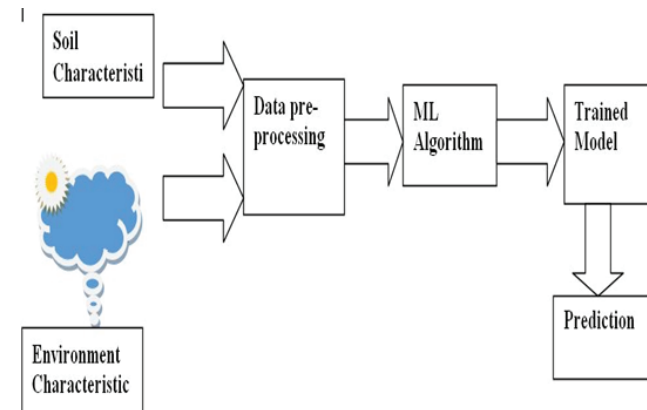 Soil
Characteristi
Data pre-
processing
ML
Algorithm
Trained
Model
Prediction
Environment
Characteristic